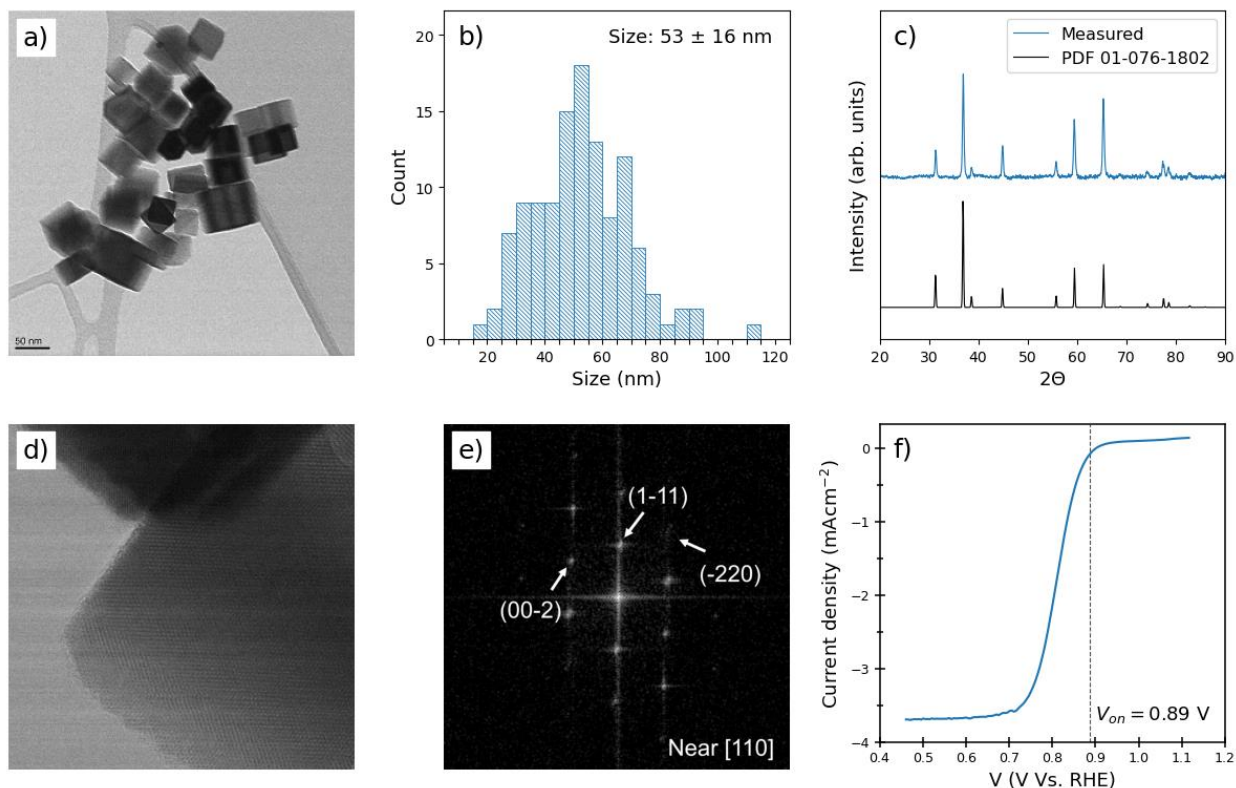 a)
50 nm
b)
Size: 53 ± 16 nm
20
15
10
5
0
Count
20
40
60
80
100
120
Size (nm)
c)
Measured
PDF 01-076-1802
Intensity (arb. units)
20
30
40
50
60
70
80
90
2Θ
d)
e)
(1-11)
(-220)
(00-2)
Near [110]
f)
0
−1
−2
−3
−4
Current density (mAcm⁻²)
Vₒₙ = 0.89 V
0.4
0.5
0.6
0.7
0.8
0.9
1.0
1.1
1.2
V (V Vs. RHE)